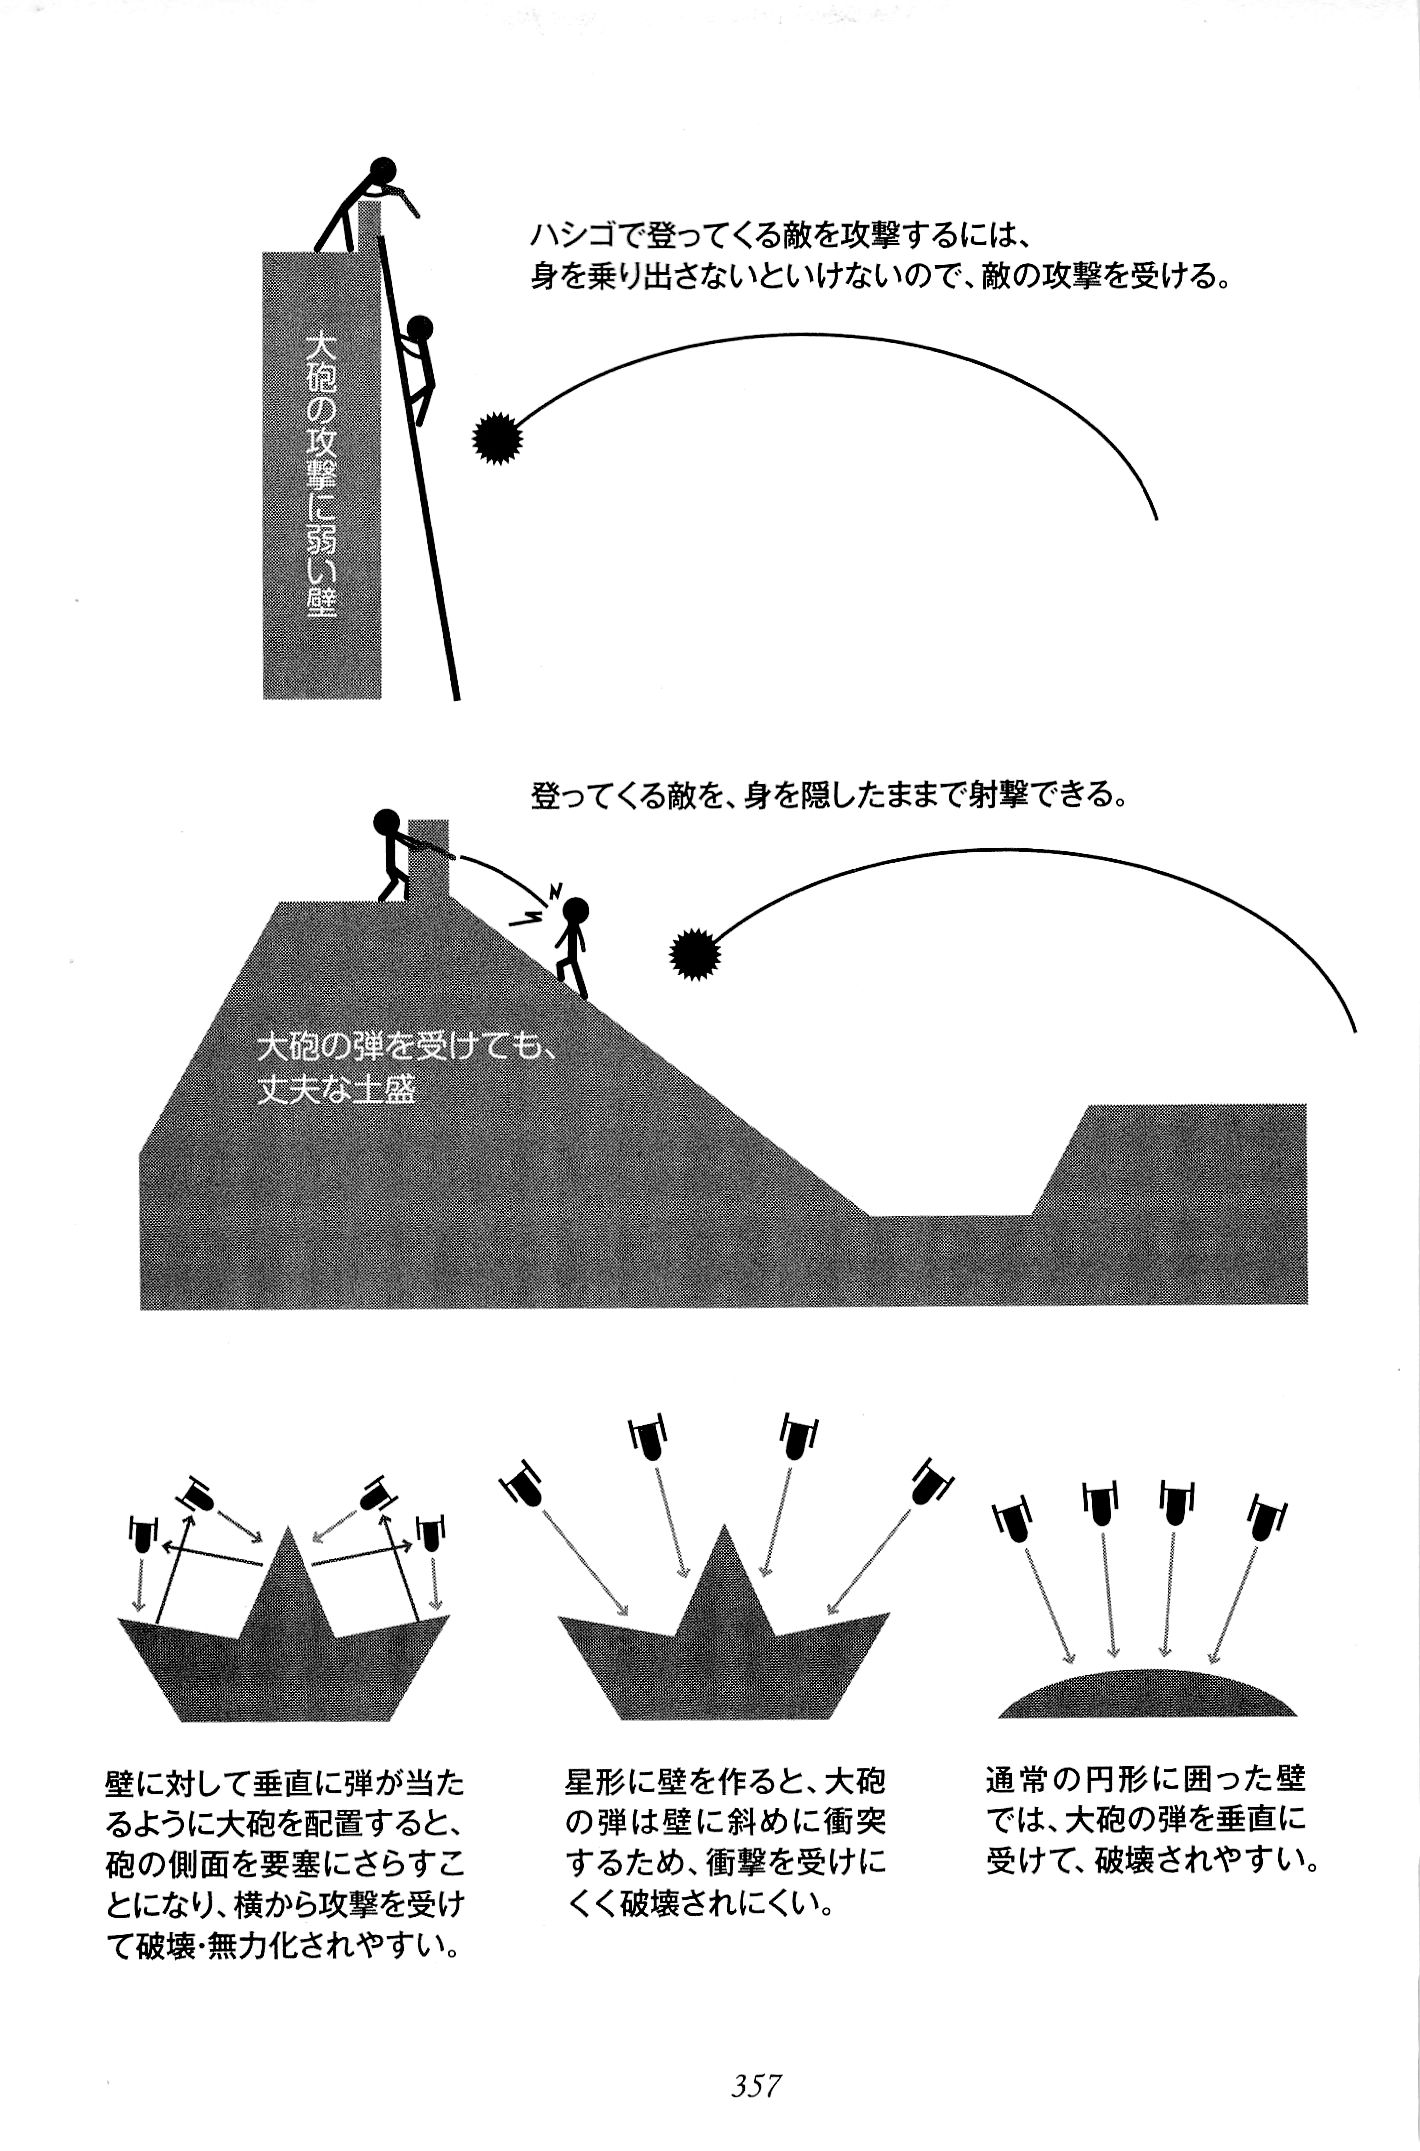 ハシゴで登ってくる敵を攻撃するには、
身を乗り出さないといけないので、敵の攻撃を受ける。
大砲の攻撃に弱い壁
登ってくる敵を、身を隠したままで射撃できる。
大砲の弾を受けても、
丈夫な土盛
壁に対して垂直に弾が当た
るように大砲を配置すると、
砲の側面を要塞にさらすこ
とになり、横から攻撃を受け
て破壊・無力化されやすい。
星形に壁を作ると、大砲
の弾は壁に斜めに衝突
するため、衝撃を受けに
くく破壊されにくい。
通常の円形に囲った壁
では、大砲の弾を垂直に
受けて、破壊されやすい。
357